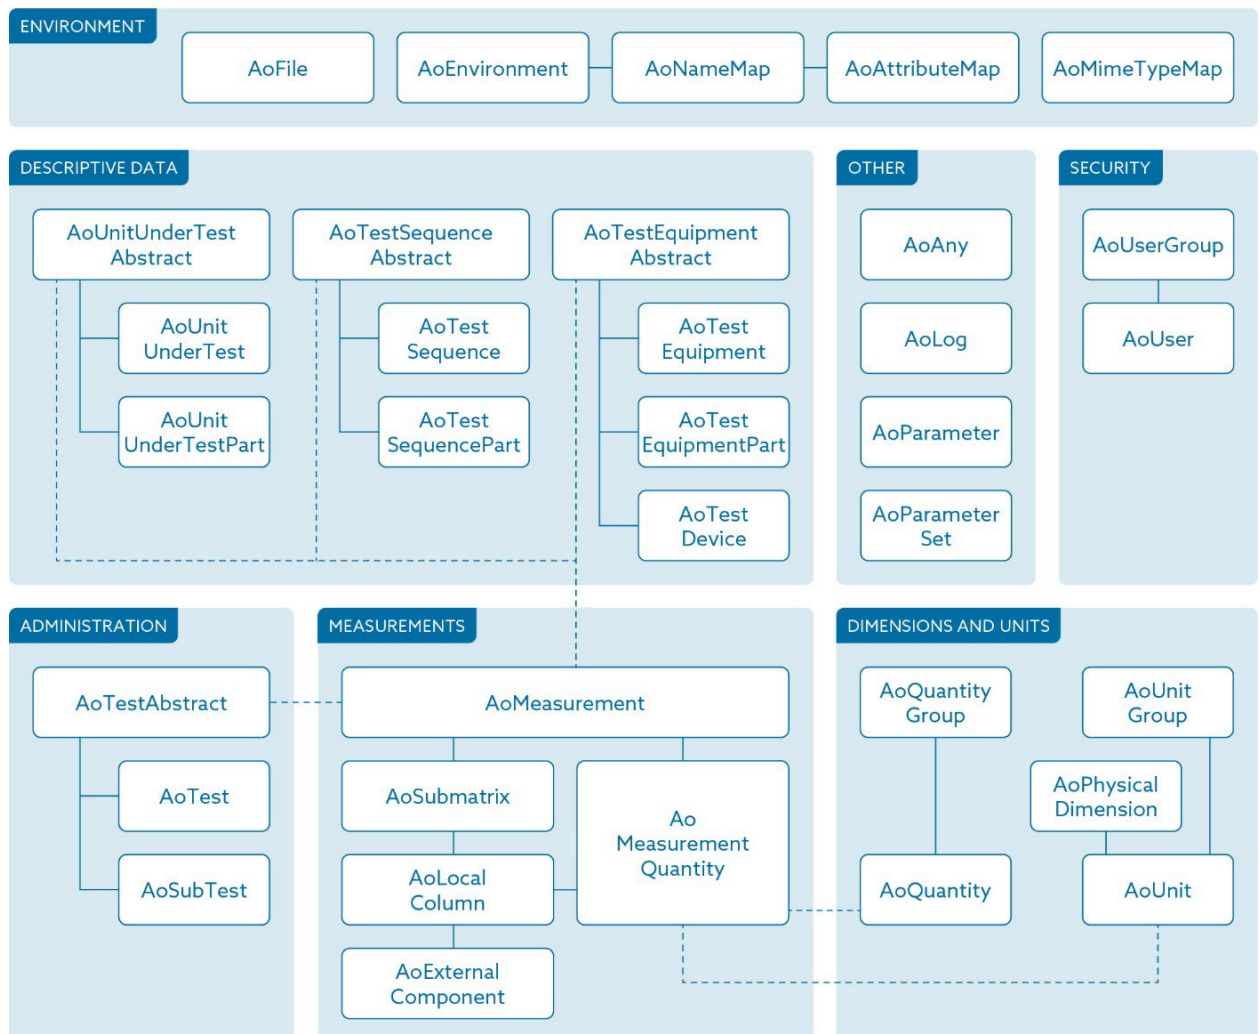 ENVIRONMENT
AoFile
AoEnvironment
AoNameMap
AoAttributeMap
AoMimeTypeMap
DESCRIPTIVE DATA
AoUnitUnderTest
Abstract
AoUnit
UnderTest
AoUnit
UnderTestPart
AoTestSequence
Abstract
AoTest
Sequence
AoTest
SequencePart
AoTestEquipment
Abstract
AoTest
Equipment
AoTest
EquipmentPart
AoTest
Device
OTHER
AoAny
AoLog
AoParameter
AoParameter
Set
SECURITY
AoUserGroup
AoUser
ADMINISTRATION
AoTestAbstract
AoTest
AoSubTest
MEASUREMENTS
AoMeasurement
AoSubmatrix
AoLocal
Column
AoExternal
Component
Ao
Measurement
Quantity
DIMENSIONS AND UNITS
AoQuantity
Group
AoUnit
Group
AoPhysical
Dimension
AoQuantity
AoUnit